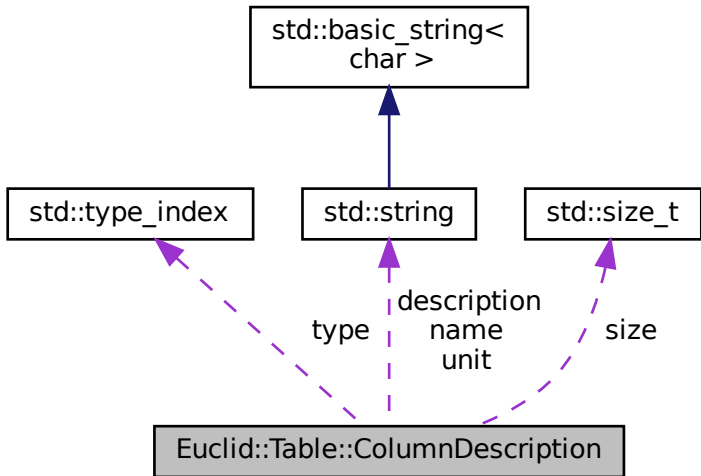 std::basic_string<
char >
std::type_index
std::string
std::size_t
type
description
name
unit
size
Euclid::Table::ColumnDescription